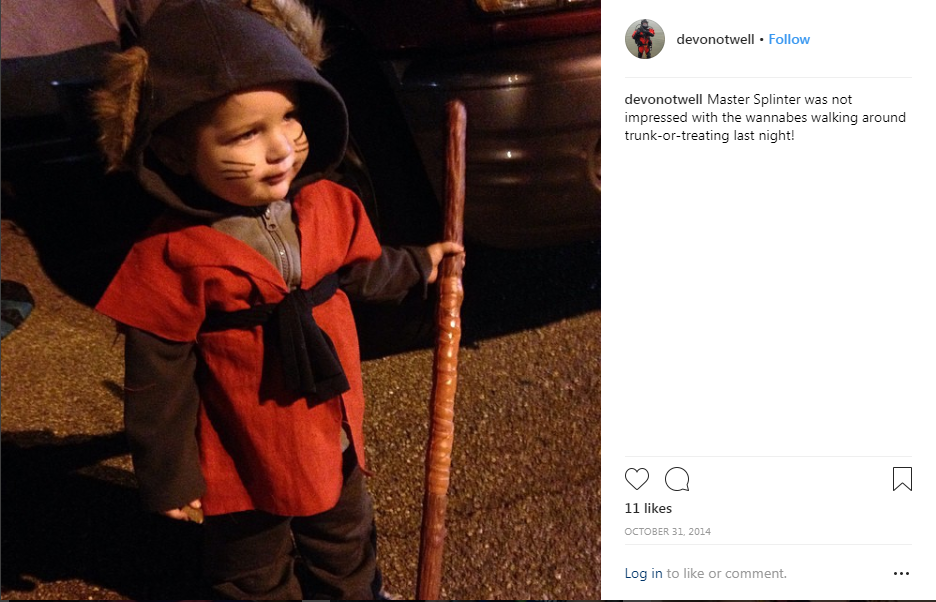 devonotwell • Follow
devonotwell Master Splinter was not
impressed with the wannabes walking around
trunk-or-treating last night!
11 likes
OCTOBER 31, 2014
Log in to like or comment.